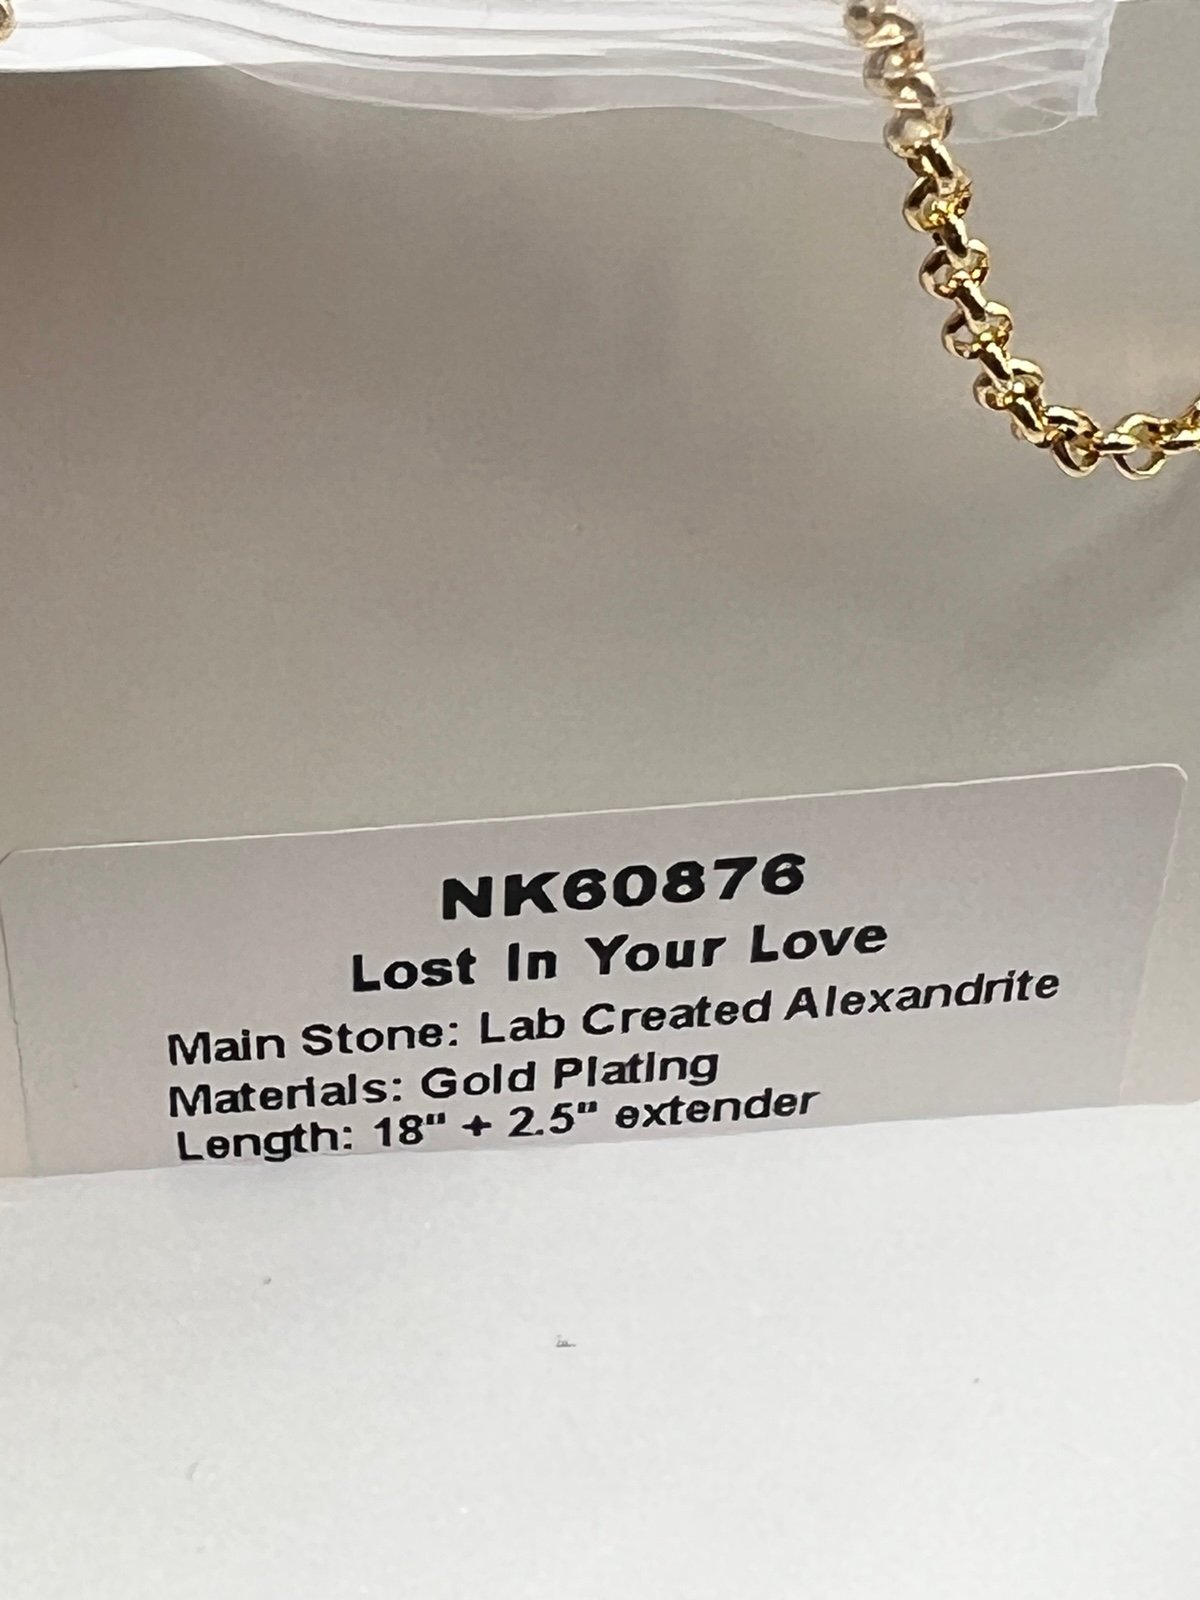 NK60876
Lost In Your Love
Main Stone: Lab Created Alexandrite
Materials: Gold Plating
Length: 18" + 2.5" extender